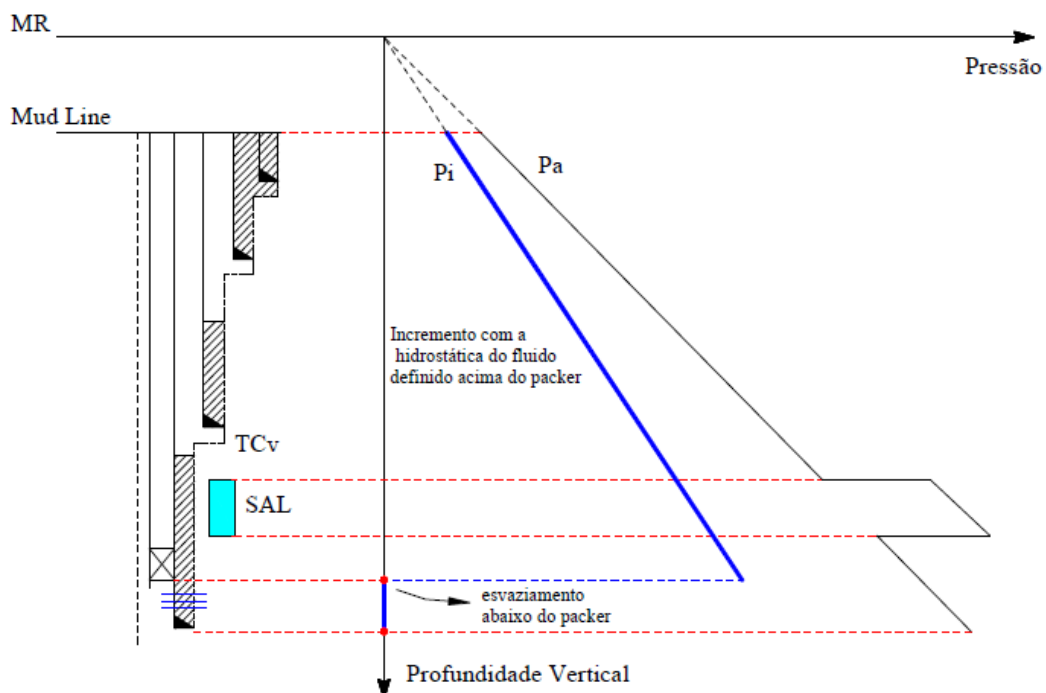 MR
Pressão
Mud Line
Pi
Pa
Incremento com a
hidrostática do fluido
definido acima do packer
TCv
SAL
esvaziamento
abaixo do packer
Profundidade Vertical